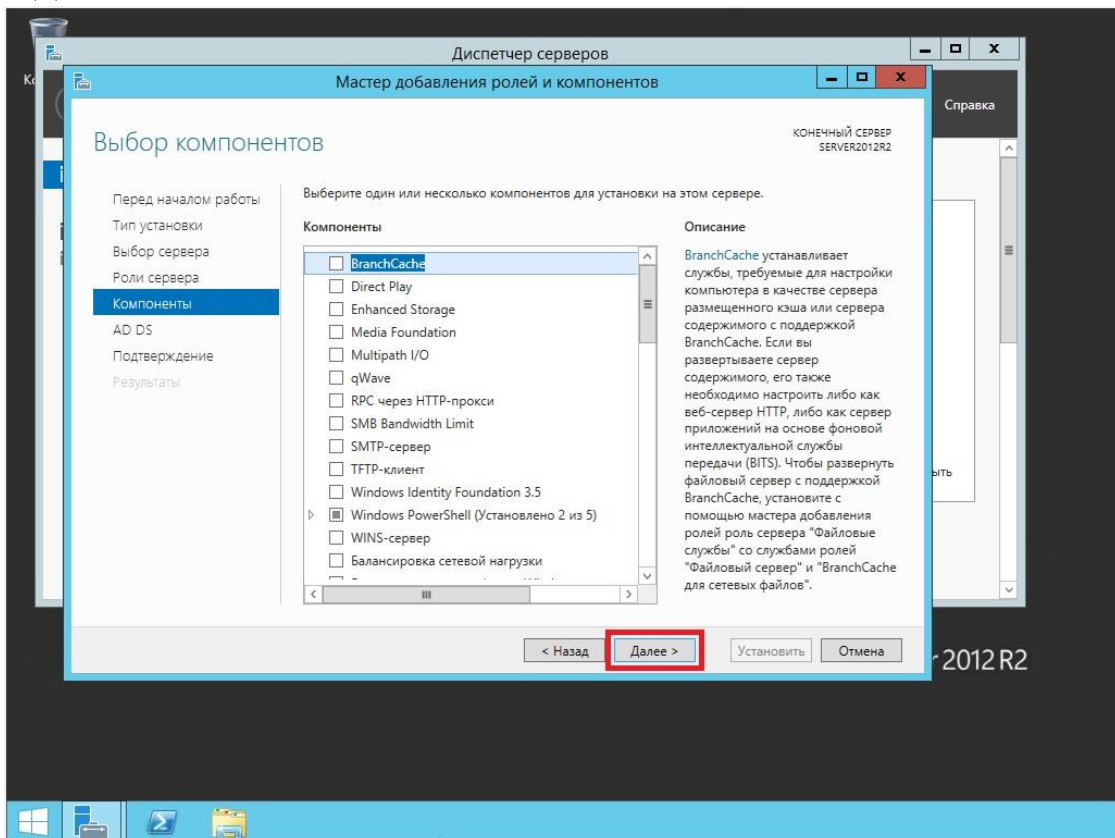 Диспетчер серверов
Мастер добавления ролей и компонентов
Справка
Выбор компонентов
КОНЕЧНЫЙ СЕРВЕР
SERVER2012R2
Перед началом работы
Тип установки
Выбор сервера
Роли сервера
Компоненты
AD DS
Подтверждение
Результаты
Выберите один или несколько компонентов для установки на этом сервере.
Компоненты
BranchCache
Direct Play
Enhanced Storage
Media Foundation
Multipath I/O
qWave
RPC через HTTP-прокси
SMB Bandwidth Limit
SMTP-сервер
TFTP-клиент
Windows Identity Foundation 3.5
Windows PowerShell (Установлено 2 из 5)
WINS-сервер
Балансировка сетевой нагрузки
Описание
BranchCache устанавливает
службы, требуемые для настройки
компьютера в качестве сервера
размещенного кэша или сервера
содержимого с поддержкой
BranchCache. Если вы
развертываете сервер
содержимого, его также
необходимо настроить либо как
веб-сервер HTTP, либо как сервер
приложений на основе фоновой
интеллектуальной службы
передачи (BITS). Чтобы развернуть
файловый сервер с поддержкой
BranchCache, установите с
помощью мастера добавления
ролей роль сервера "Файловые
службы" со службами ролей
"Файловый сервер" и "BranchCache
для сетевых файлов".
ыть
< Назад
Далее >
Установить
Отмена
2012 R2